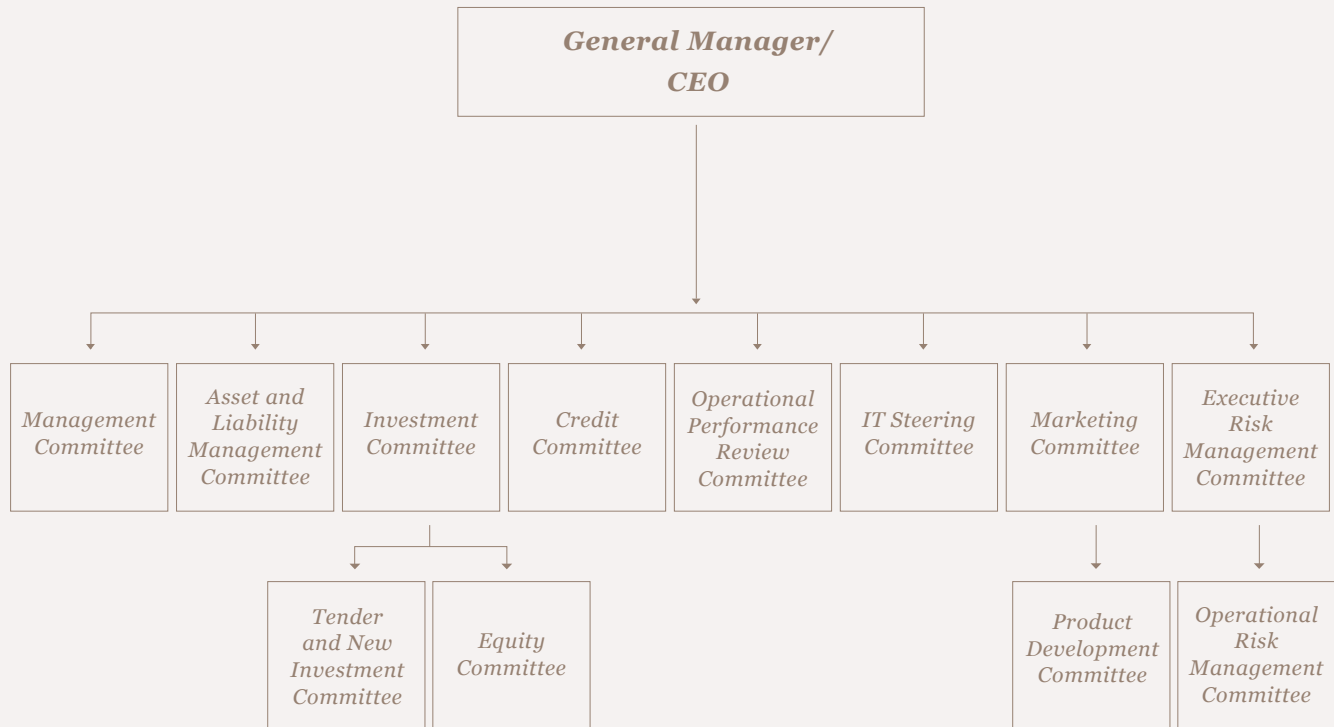 General Manager/
CEO
Management
Committee
Asset and
Liability
Management
Committee
Investment
Committee
Credit
Committee
Operational
Performance
Review
Committee
IT Steering
Committee
Marketing
Committee
Executive
Risk
Management
Committee
Tender
and New
Investment
Committee
Equity
Committee
Product
Development
Committee
Operational
Risk
Management
Committee